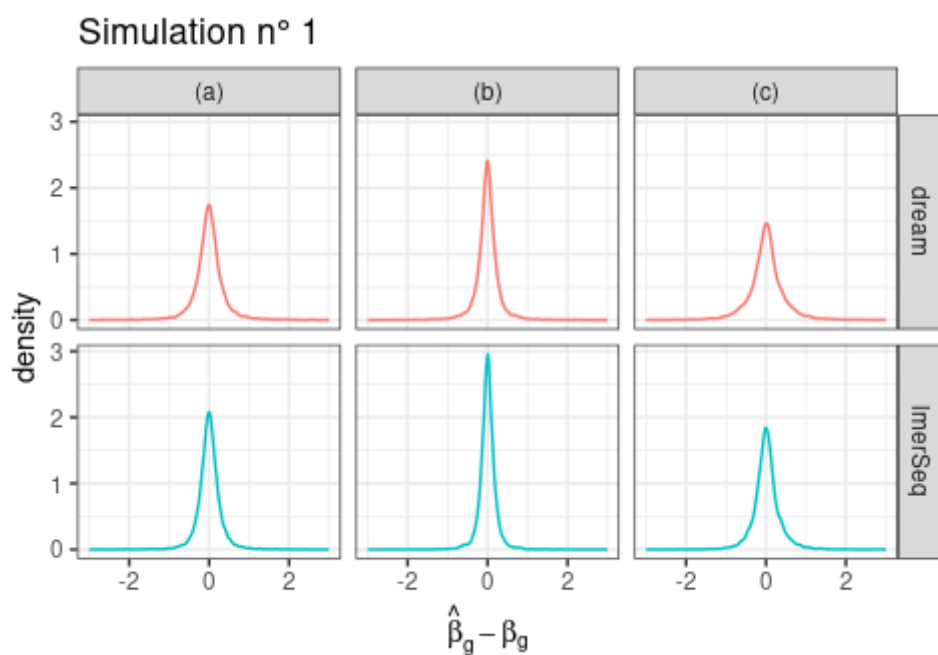 Simulation n° 1
(a) (b) (c)
3
2
1
0
dream
3
2
1
0
lmerSeq
density
-2 0 2 -2 0 2 -2 0 2
β̂g − βg